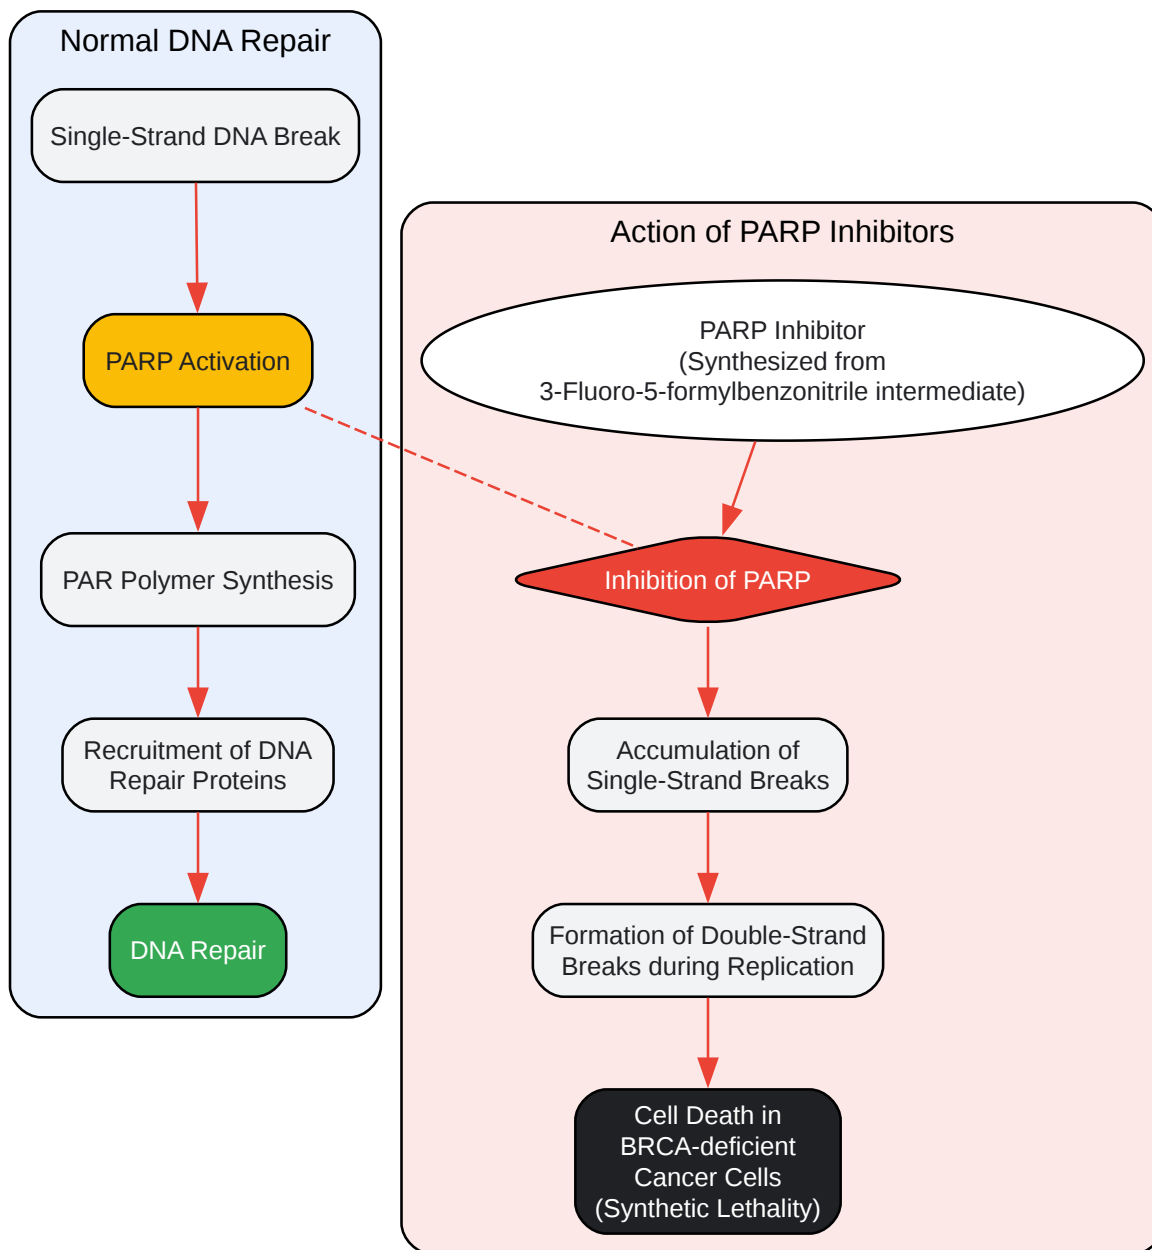 Normal DNA Repair
Single-Strand DNA Break
PARP Activation
PAR Polymer Synthesis
Recruitment of DNA
Repair Proteins
DNA Repair
Action of PARP Inhibitors
PARP Inhibitor
(Synthesized from
3-Fluoro-5-formylbenzonitrile intermediate)
Inhibition of PARP
Accumulation of
Single-Strand Breaks
Formation of Double-Strand
Breaks during Replication
Cell Death in
BRCA-deficient
Cancer Cells
(Synthetic Lethality)